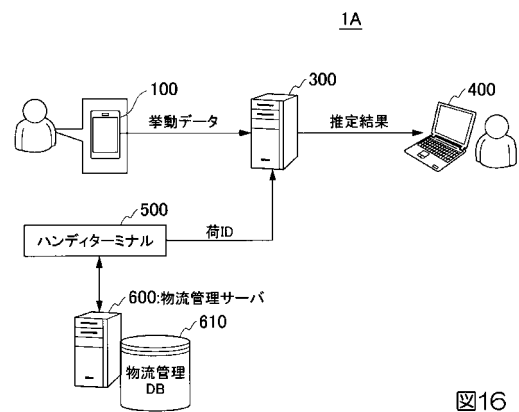 1A
100
300
400
挙動データ
推定結果
500
ハンディターミナル
荷ID
600:物流管理サーバ
610
物流管理
DB
図16